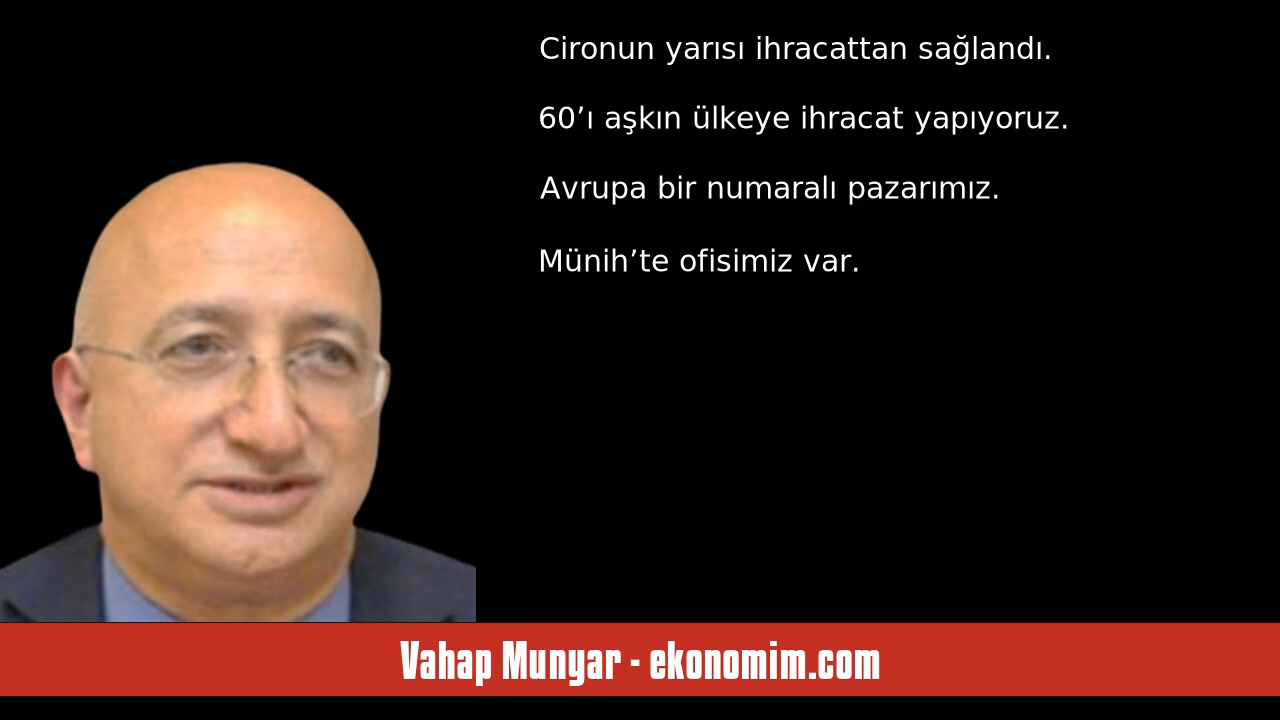 Cironun yarısı ihracattan sağlandı.
60’ı aşkın ülkeye ihracat yapıyoruz.
Avrupa bir numaralı pazarımız.
Münih’te ofisimiz var.
Vahap Munyar - ekonomim.com